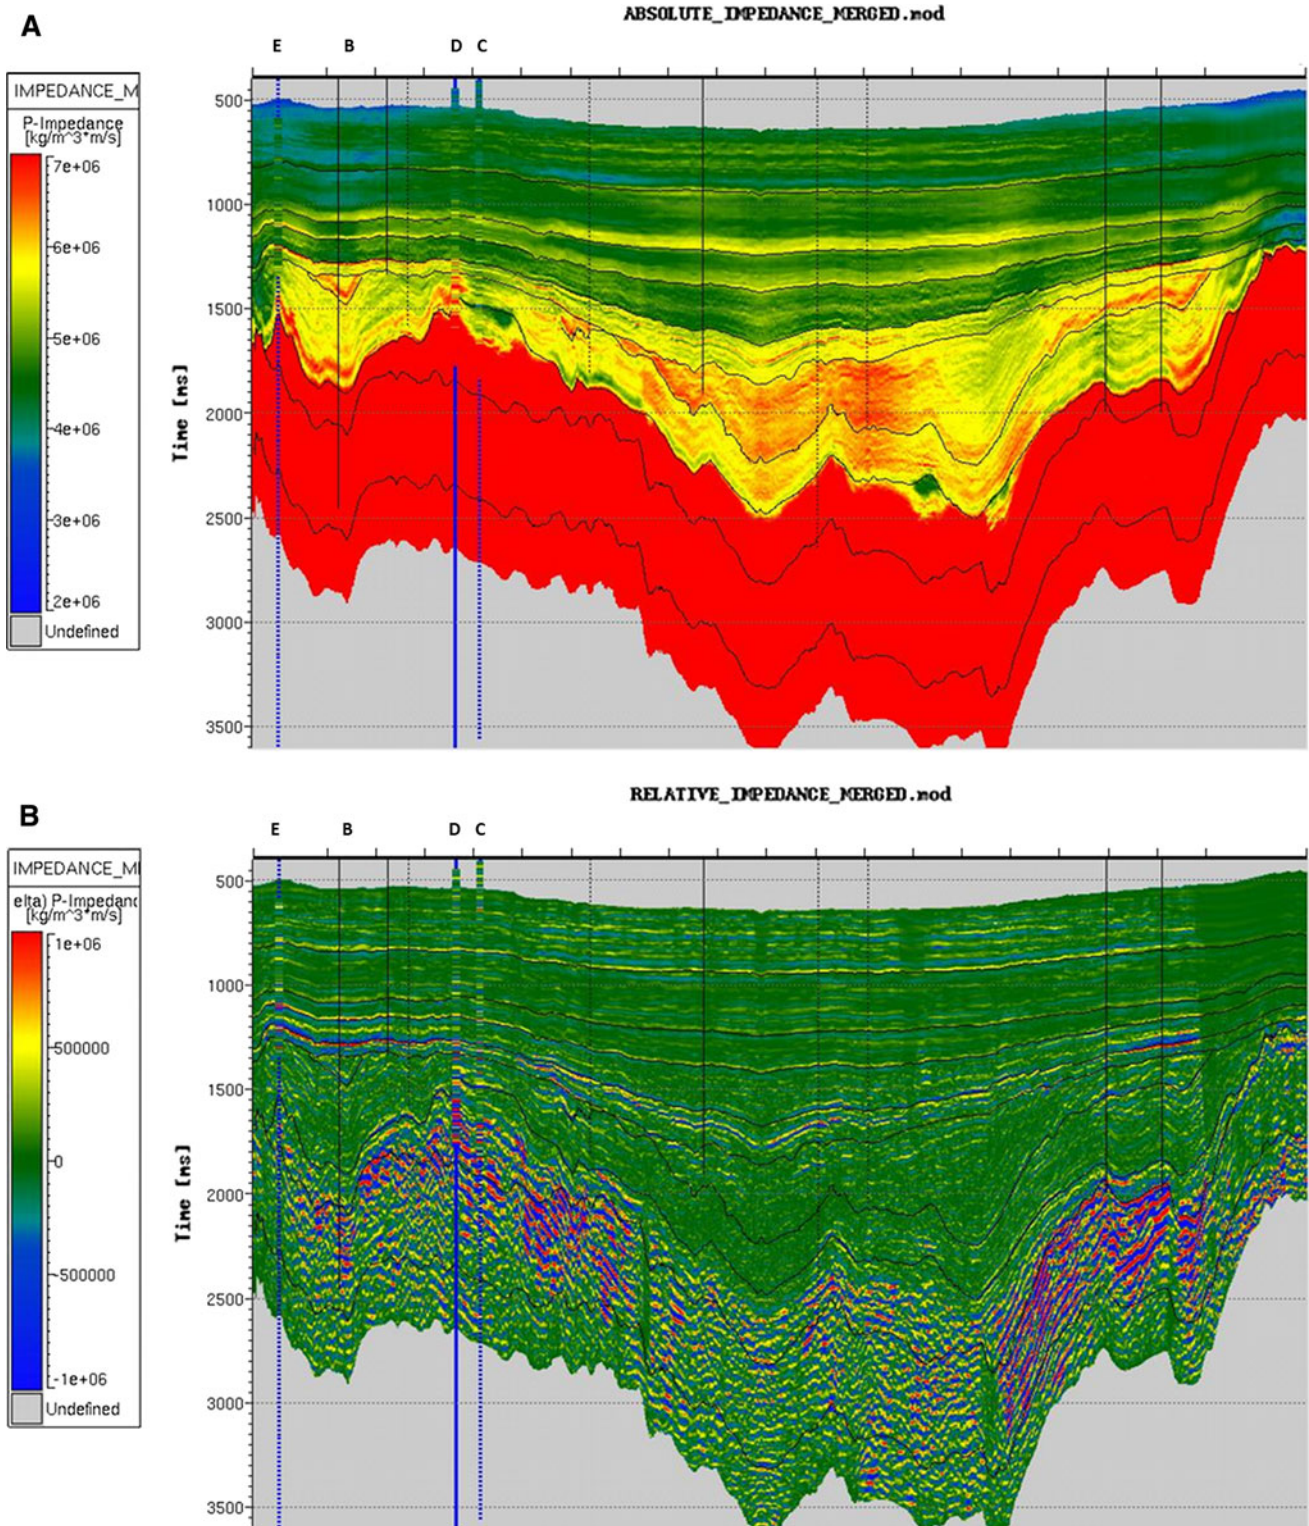 A
ABSOLUTE_IMPEDANCE_MERGED.mod
E B D C
IMPEDANCE_M
P-Impedance
[kg/m^3*m/s]
7e+06
6e+06
5e+06
4e+06
3e+06
2e+06
Undefined
Time [ms]
500
1000
1500
2000
2500
3000
3500
B
RELATIVE_IMPEDANCE_MERGED.mod
E B D C
IMPEDANCE_MI
elta) P-Impedanc
[kg/m^3*m/s]
1e+06
500000
0
-500000
-1e+06
Undefined
Time [ms]
500
1000
1500
2000
2500
3000
3500